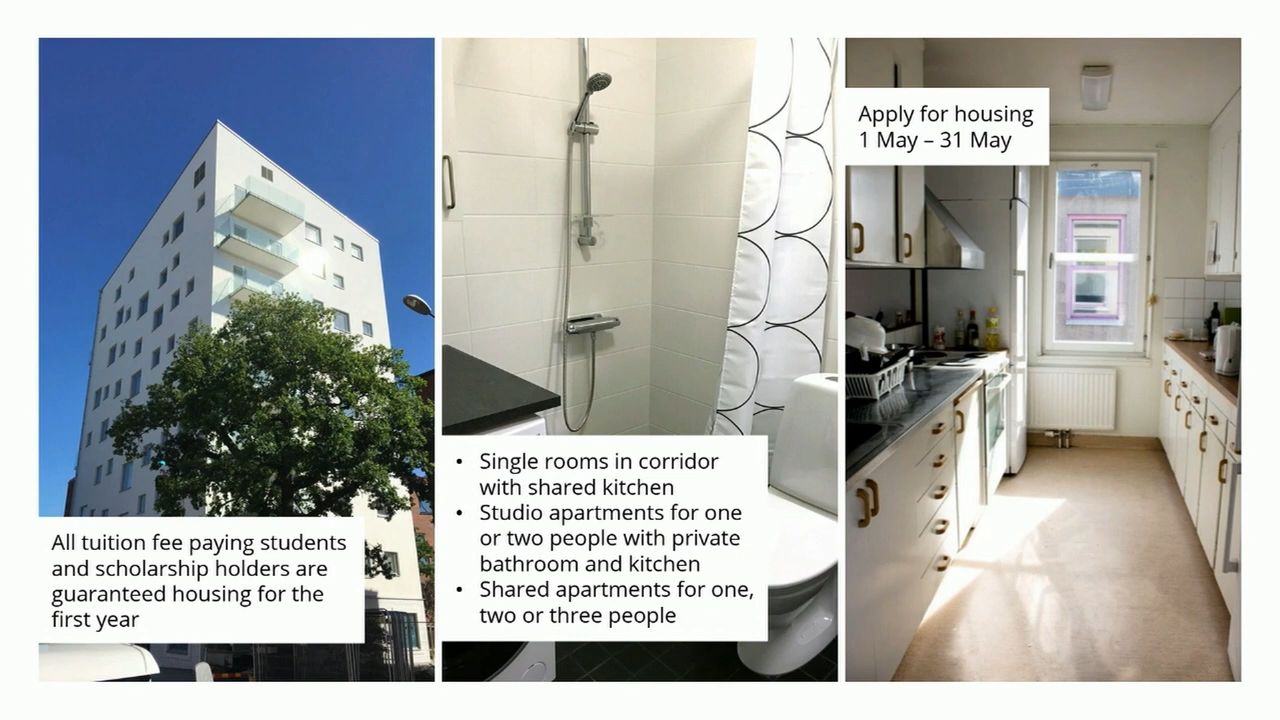 All tuition fee paying students
and scholarship holders are
guaranteed housing for the
first year
• Single rooms in corridor
with shared kitchen
• Studio apartments for one
or two people with private
bathroom and kitchen
• Shared apartments for one,
two or three people
Apply for housing
1 May – 31 May